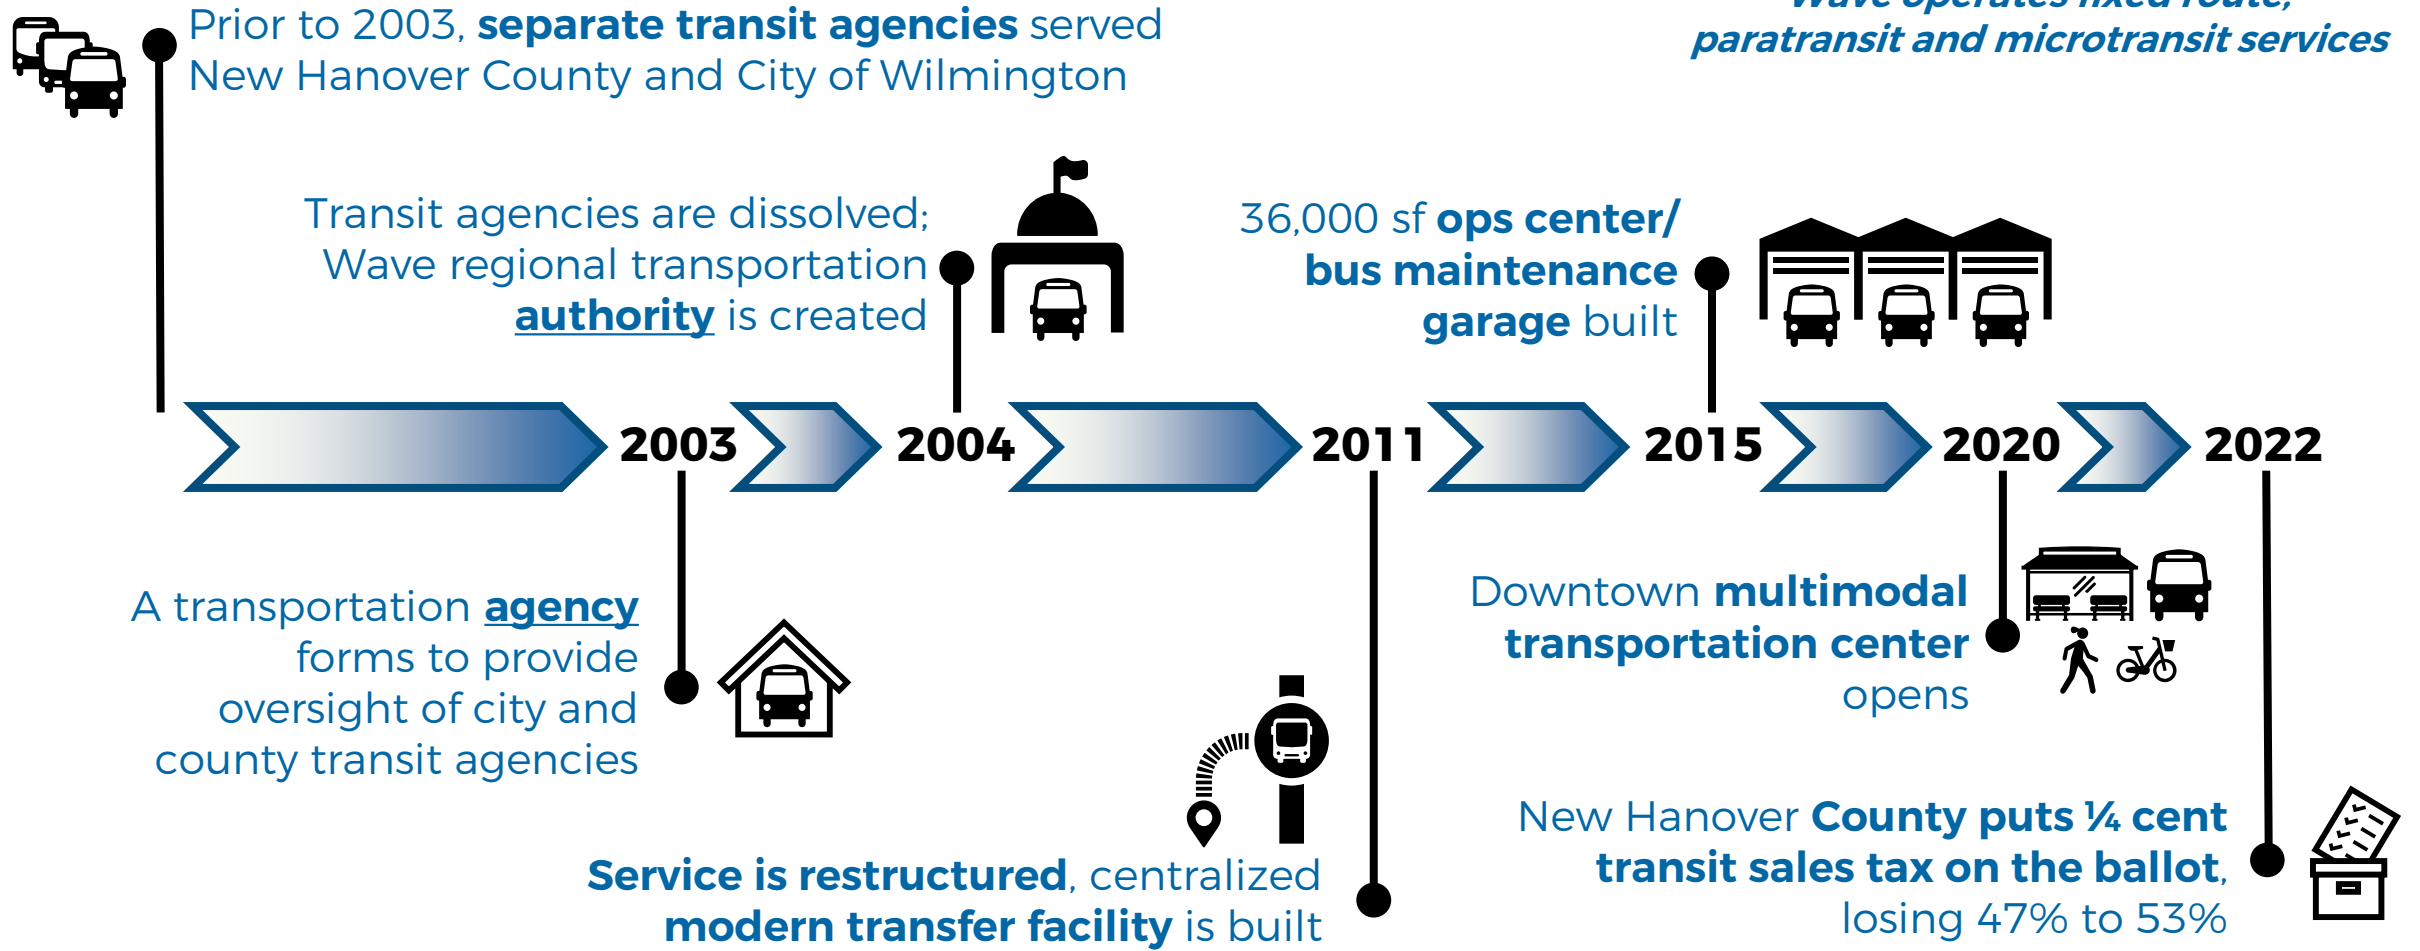 Prior to 2003, separate transit agencies served
New Hanover County and City of Wilmington
Wave operates fixed route,
paratransit and microtransit services
Transit agencies are dissolved;
Wave regional transportation
authority is created
36,000 sf ops center/
bus maintenance
garage built
2003
2004
2011
2015
2020
2022
A transportation agency
forms to provide
oversight of city and
county transit agencies
Service is restructured, centralized
modern transfer facility is built
Downtown multimodal
transportation center
opens
New Hanover County puts ¼ cent
transit sales tax on the ballot,
losing 47% to 53%